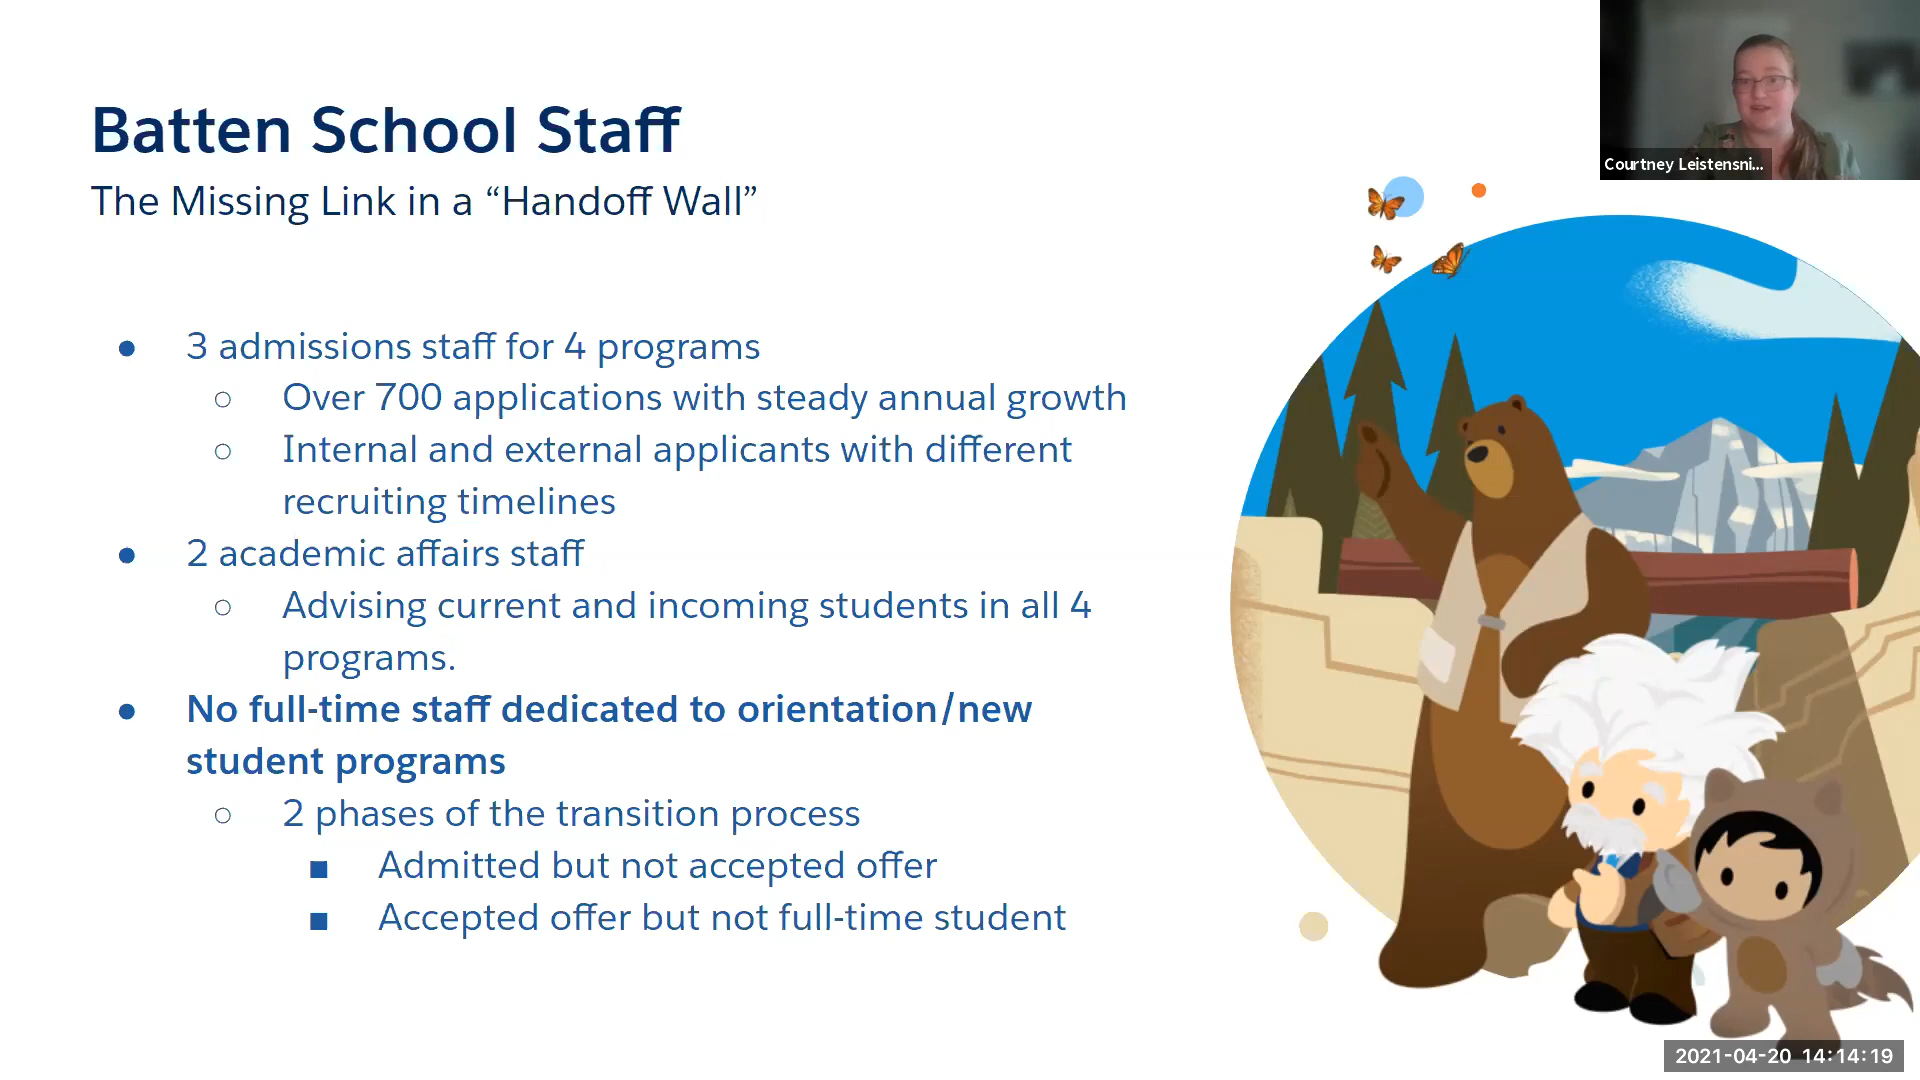 Batten School Staff
The Missing Link in a “Handoff Wall”
● 3 admissions staff for 4 programs
○ Over 700 applications with steady annual growth
○ Internal and external applicants with different
recruiting timelines
● 2 academic affairs staff
○ Advising current and incoming students in all 4
programs.
● No full-time staff dedicated to orientation/new
student programs
○ 2 phases of the transition process
■ Admitted but not accepted offer
■ Accepted offer but not full-time student
Courtney Leistensni...
2021-04-20 14:14:19